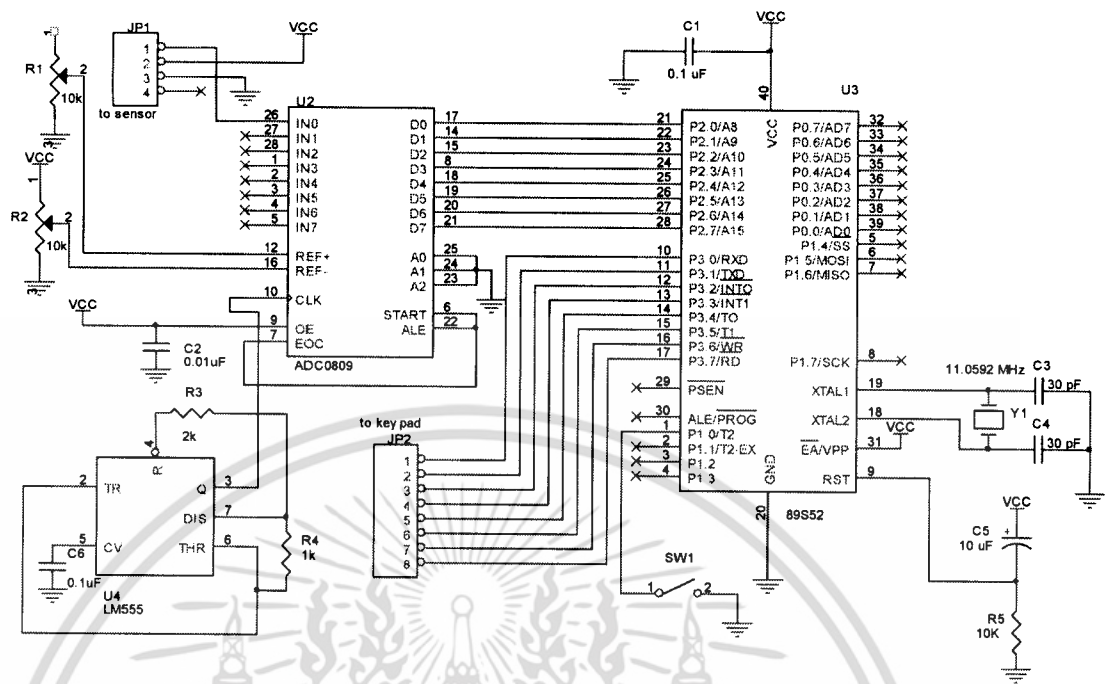 JP1
1
2
3
4
to sensor
VCC
R1
1
2
3
10k
VCC
R2
1
2
3
10k
U2
26 IN0 D0 17
27 IN1 D1 14
28 IN2 D2 15
1 IN3 D3 8
2 IN4 D4 18
3 IN5 D5 19
4 IN6 D6 20
5 IN7 D7 21
12 REF+ A0 25
16 REF- A1 24
A2 23
10 CLK
START 6
9 OE ALE 22
7 EOC
ADC0809
VCC
C2
0.01uF
R3
2k
4
R
2 TR Q 3
DIS 7
5 CV THR 6
C6
0.1uF
U4
LM555
R4
1k
to key pad
JP2
1
2
3
4
5
6
7
8
C1
0.1 uF
VCC
40
VCC
U3
21 P2.0/A8 P0.7/AD7 32
22 P2.1/A9 P0.6/AD6 33
23 P2.2/A10 P0.5/AD5 34
24 P2.3/A11 P0.4/AD4 35
25 P2.4/A12 P0.3/AD3 36
26 P2.5/A13 P0.2/AD2 37
27 P2.6/A14 P0.1/AD1 38
28 P2.7/A15 P0.0/AD0 39
P1.4/SS 5
10 P3.0/RXD P1.5/MOSI 6
11 P3.1/TXD P1.6/MISO 7
12 P3.2/INTO
13 P3.3/INT1
14 P3.4/TO
15 P3.5/T1
16 P3.6/WR
17 P3.7/RD P1.7/SCK 8
29 PSEN XTAL1 19
30 ALE/PROG XTAL2 18
1 P1.0/T2
2 P1.1/T2-EX EA/VPP 31
3 P1.2
4 P1.3 RST 9
GND
20
89S52
11.0592 MHz
Y1
C3
30 pF
C4
30 pF
VCC
VCC
C5
+
10 uF
R5
10K
SW1
1
2